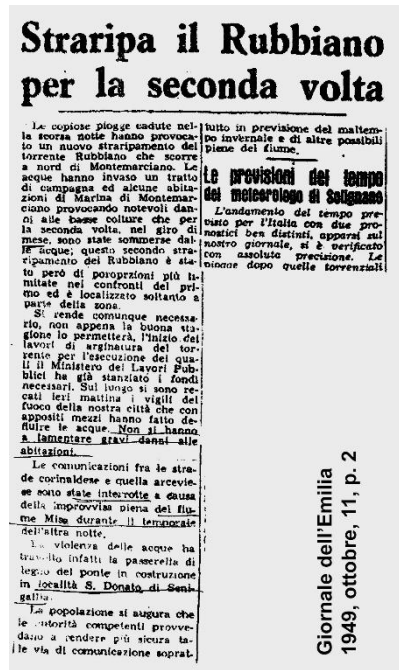 Straripa il Rubbiano
per la seconda volta
Le copiose piogge cadute nel-
la scorsa notte hanno provoca-
to un nuovo straripamento del
torrente Rubbiano che scorre
a nord di Montemarciano. Le
acque hanno invaso un tratto
di campagna ed alcune abita-
zioni di Marina di Montemar-
ciano provocando notevoli dan-
ni alle basse colture che per
la seconda volta, nel giro di
mese, sono state sommerse dal-
le acque; questo secondo stra-
ripamento del Rubbiano è sta-
to però di poroprzni più li-
mitate nei confronti del pri-
mo ed è localizzato soltanto a
parte della zona.
Si rende comunque necessa-
rio, non appena la buona sta-
gione lo permetterà, l'inizio dei
lavori di arginatura del tor-
rente per l'esecuzione dei qua-
li il Ministero dei Lavori Pub-
blici ha già stanziato i fondi
necessari. Sul luogo si sono re-
cati ieri mattina i vigili del
fuoco della nostra città che con
appositi mezzi hanno fatto de-
fluire le acque. Non si hanno
a lamentare gravi danni alle
abitazioni.
Le comunicazioni fra le stra-
de corinaldese e quella arcevie-
se sono state interrotte a causa
della improvvisa piena del fiu-
me Misa durante il temporale
dell'altra notte.
La violenza delle acque ha
travolto infatti la passerella di
legno del ponte in costruzione
in località S. Donato di Seni-
gallia.
La popolazione si augura che
le autorità competenti provve-
dano a rendere più sicura ta-
le via di comunicazione soprat-
tutto in previsione del maltem-
po invernale e di altre possibili
piene del fiume.
Le previsioni del tempo
del meteorologo di Solignano
L'andamento del tempo pre-
visto per l'Italia con due pro-
nostici ben distinti, apparsi sul
nostro giornale, si è verificato
con assoluta precisione. Le
piogge dopo quelle torrenziali
Giornale dell'Emilia
1949, ottobre, 11, p. 2